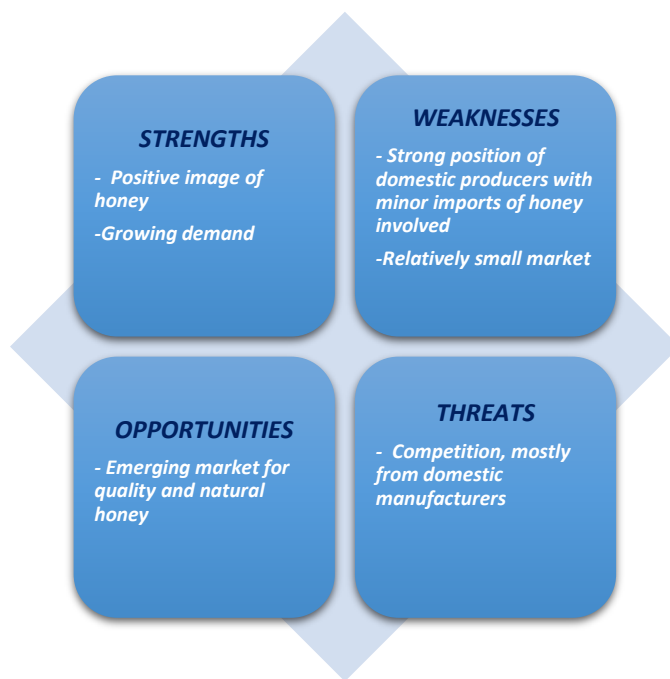 STRENGTHS
- Positive image of
honey
-Growing demand
WEAKNESSES
- Strong position of
domestic producers with
minor imports of honey
involved
-Relatively small market
OPPORTUNITIES
- Emerging market for
quality and natural
honey
THREATS
- Competition, mostly
from domestic
manufacturers